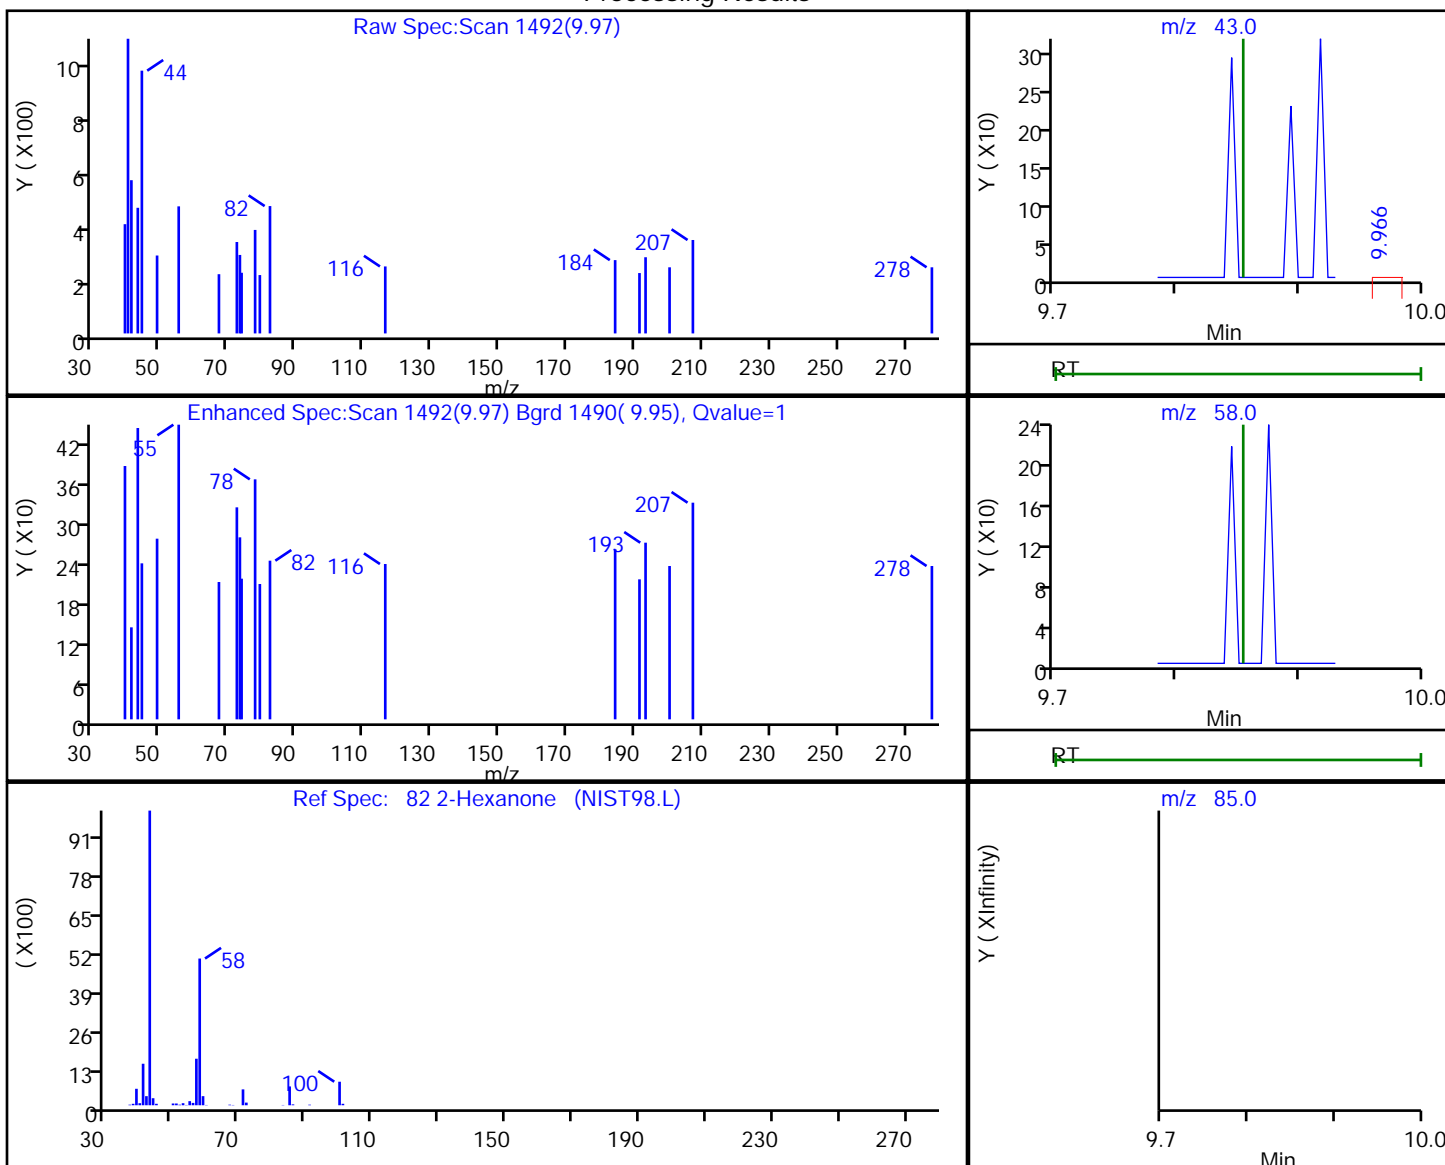 Processing Results
Raw Spec:Scan 1492(9.97)
Y ( X100)
10
8
6
4
2
0
44
82
116
184
207
278
30 50 70 90 110 130 150 170 190 210 230 250 270
m/z
m/z 43.0
Y ( X10)
30
25
20
15
10
5
0
9.966
9.7 10.0
Min
RT
Enhanced Spec:Scan 1492(9.97) Bgrd 1490( 9.95), Qvalue=1
Y ( X10)
42
36
30
24
18
12
6
0
55
78
82
116
193
207
278
30 50 70 90 110 130 150 170 190 210 230 250 270
m/z
m/z 58.0
Y ( X10)
24
20
16
12
8
4
0
9.7 10.0
Min
RT
Ref Spec: 82 2-Hexanone (NIST98.L)
( X100)
91
78
65
52
39
26
13
0
58
100
30 70 110 150 190 230 270
m/z 85.0
Y ( XInfinity)
9.7 10.0
Min